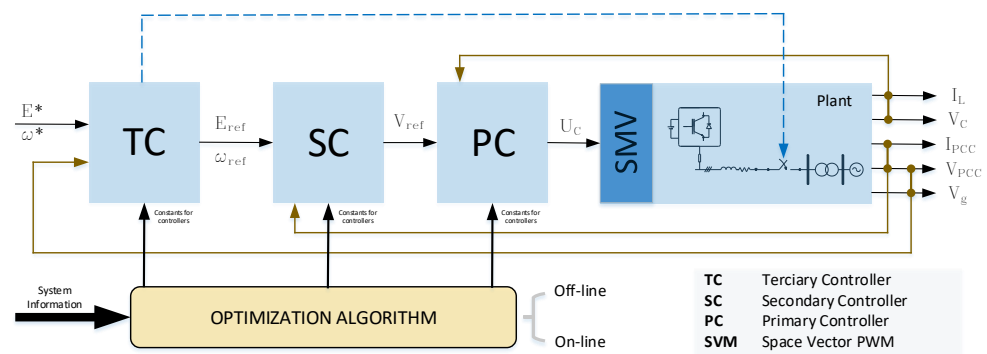 E*
ω*
TC
E_ref
ω_ref
SC
V_ref
PC
U_C
SMV
Plant
I_L
V_C
I_PCC
V_PCC
V_g
Constants for
controllers
Constants for
controllers
Constants for
controllers
System
Information
OPTIMIZATION ALGORITHM
Off-line
On-line
TC Terciary Controller
SC Secondary Controller
PC Primary Controller
SVM Space Vector PWM